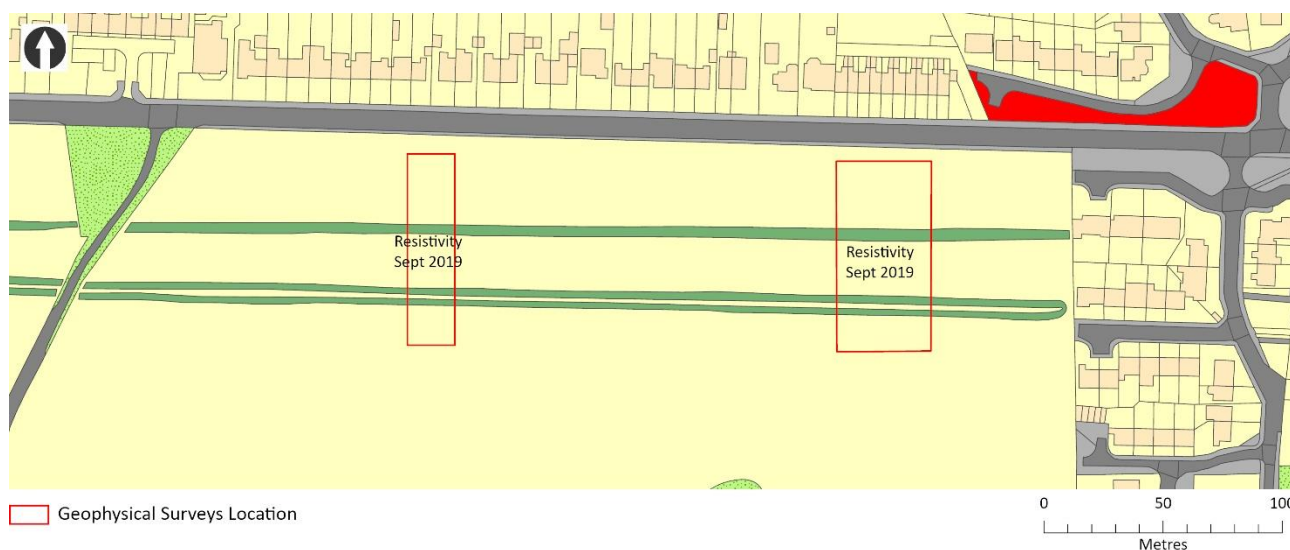 Resistivity
Sept 2019
Resistivity
Sept 2019
Geophysical Surveys Location
0 50 100
Metres